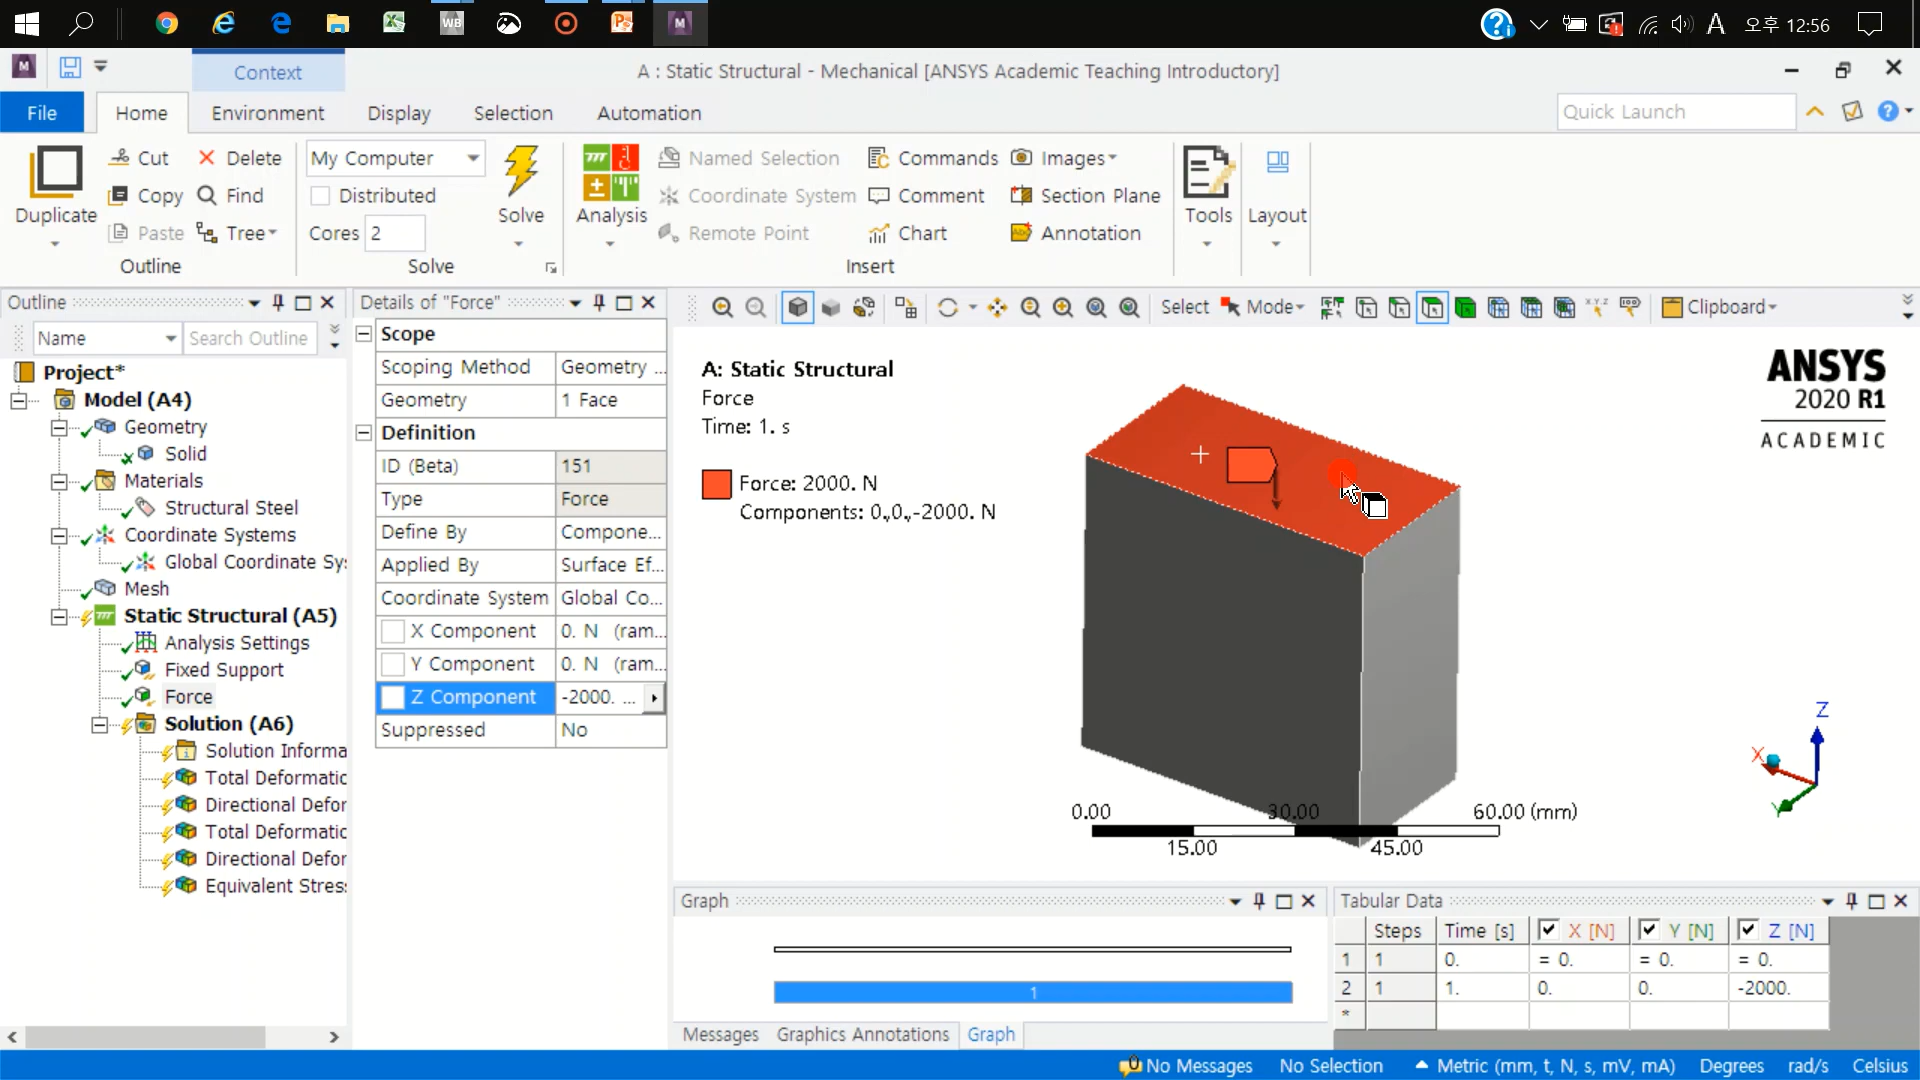 WB
A 오후 12:56
Context
A : Static Structural - Mechanical [ANSYS Academic Teaching Introductory]
File Home Environment Display Selection Automation Quick Launch
Duplicate
Cut Delete
Copy Find
Paste Tree
Outline
My Computer
Distributed
Cores 2
Solve
Solve
Analysis
Named Selection Commands Images
Coordinate System Comment Section Plane
Remote Point Chart Annotation
Insert
Tools Layout
Outline
Name Search Outline
Project*
Model (A4)
Geometry
Solid
Materials
Structural Steel
Coordinate Systems
Global Coordinate Sy
Mesh
Static Structural (A5)
Analysis Settings
Fixed Support
Force
Solution (A6)
Solution Informa
Total Deformatic
Directional Defor
Total Deformatic
Directional Defor
Equivalent Stres
Details of "Force"
Scope
Scoping Method Geometry ...
Geometry 1 Face
Definition
ID (Beta) 151
Type Force
Define By Compone...
Applied By Surface Ef...
Coordinate System Global Co...
X Component 0. N (ram...
Y Component 0. N (ram...
Z Component -2000. ...
Suppressed No
Select Mode Clipboard
A: Static Structural
Force
Time: 1. s
Force: 2000. N
Components: 0.,0.,-2000. N
ANSYS
2020 R1
ACADEMIC
Z
X
Y
0.00 30.00 60.00 (mm)
15.00 45.00
Graph
1
Messages Graphics Annotations Graph
Tabular Data
Steps Time [s] X [N] Y [N] Z [N]
1 1 0. = 0. = 0. = 0.
2 1 1. 0. 0. -2000.
*
No Messages No Selection Metric (mm, t, N, s, mV, mA) Degrees rad/s Celsius